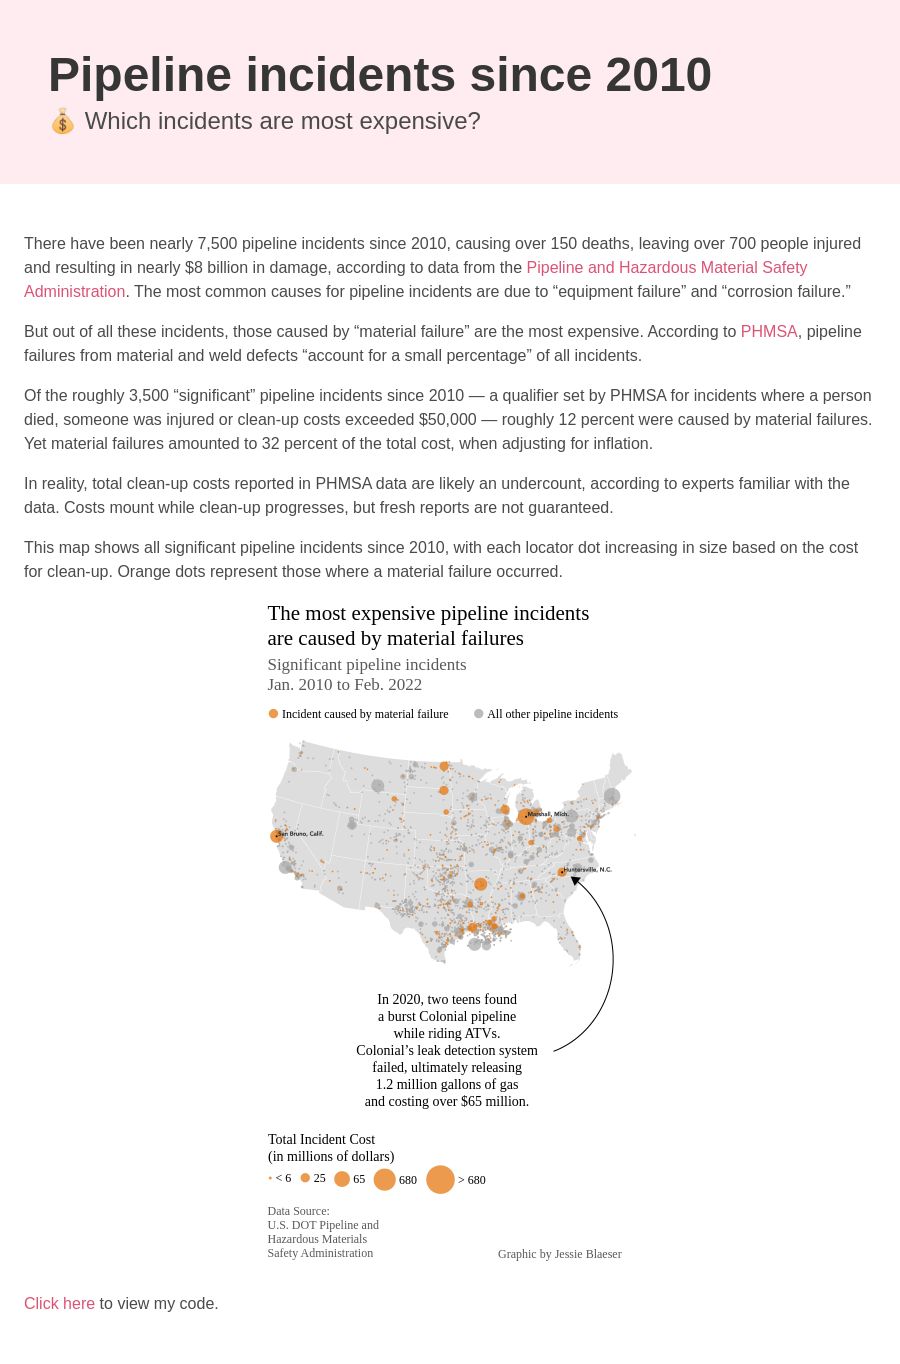 Pipeline incidents since 2010
💰 Which incidents are most expensive?
There have been nearly 7,500 pipeline incidents since 2010, causing over 150 deaths, leaving over 700 people injured
and resulting in nearly $8 billion in damage, according to data from the Pipeline and Hazardous Material Safety
Administration. The most common causes for pipeline incidents are due to “equipment failure” and “corrosion failure.”
But out of all these incidents, those caused by “material failure” are the most expensive. According to PHMSA, pipeline
failures from material and weld defects “account for a small percentage” of all incidents.
Of the roughly 3,500 “significant” pipeline incidents since 2010 — a qualifier set by PHMSA for incidents where a person
died, someone was injured or clean-up costs exceeded $50,000 — roughly 12 percent were caused by material failures.
Yet material failures amounted to 32 percent of the total cost, when adjusting for inflation.
In reality, total clean-up costs reported in PHMSA data are likely an undercount, according to experts familiar with the
data. Costs mount while clean-up progresses, but fresh reports are not guaranteed.
This map shows all significant pipeline incidents since 2010, with each locator dot increasing in size based on the cost
for clean-up. Orange dots represent those where a material failure occurred.
The most expensive pipeline incidents
are caused by material failures
Significant pipeline incidents
Jan. 2010 to Feb. 2022
Incident caused by material failure
All other pipeline incidents
Marshall, Mich.
San Bruno, Calif.
Huntersville, N.C.
In 2020, two teens found
a burst Colonial pipeline
while riding ATVs.
Colonial’s leak detection system
failed, ultimately releasing
1.2 million gallons of gas
and costing over $65 million.
Total Incident Cost
(in millions of dollars)
< 6 25 65 680 > 680
Data Source:
U.S. DOT Pipeline and
Hazardous Materials
Safety Administration
Graphic by Jessie Blaeser
Click here to view my code.